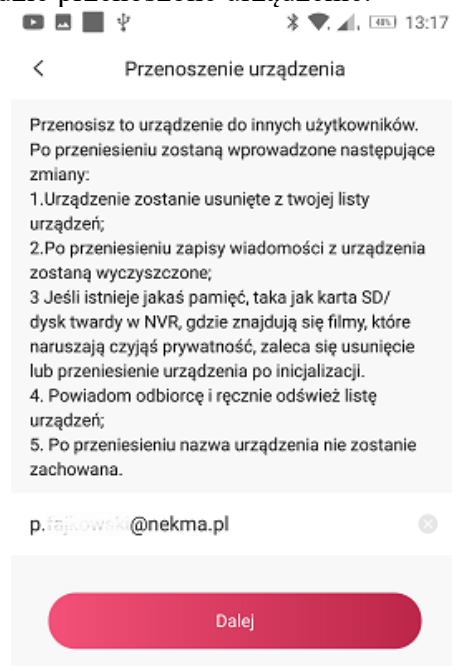 dzie przenoszone urządzenie.
48% 13:17
Przenoszenie urządzenia
Przenosisz to urządzenie do innych użytkowników.
Po przeniesieniu zostaną wprowadzone następujące
zmiany:
1.Urządzenie zostanie usunięte z twojej listy
urządzeń;
2.Po przeniesieniu zapisy wiadomości z urządzenia
zostaną wyczyszczone;
3 Jeśli istnieje jakaś pamięć, taka jak karta SD/
dysk twardy w NVR, gdzie znajdują się filmy, które
naruszają czyjąś prywatność, zaleca się usunięcie
lub przeniesienie urządzenia po inicjalizacji.
4. Powiadom odbiorcę i ręcznie odśwież listę
urządzeń;
5. Po przeniesieniu nazwa urządzenia nie zostanie
zachowana.
p. @nekma.pl
Dalej